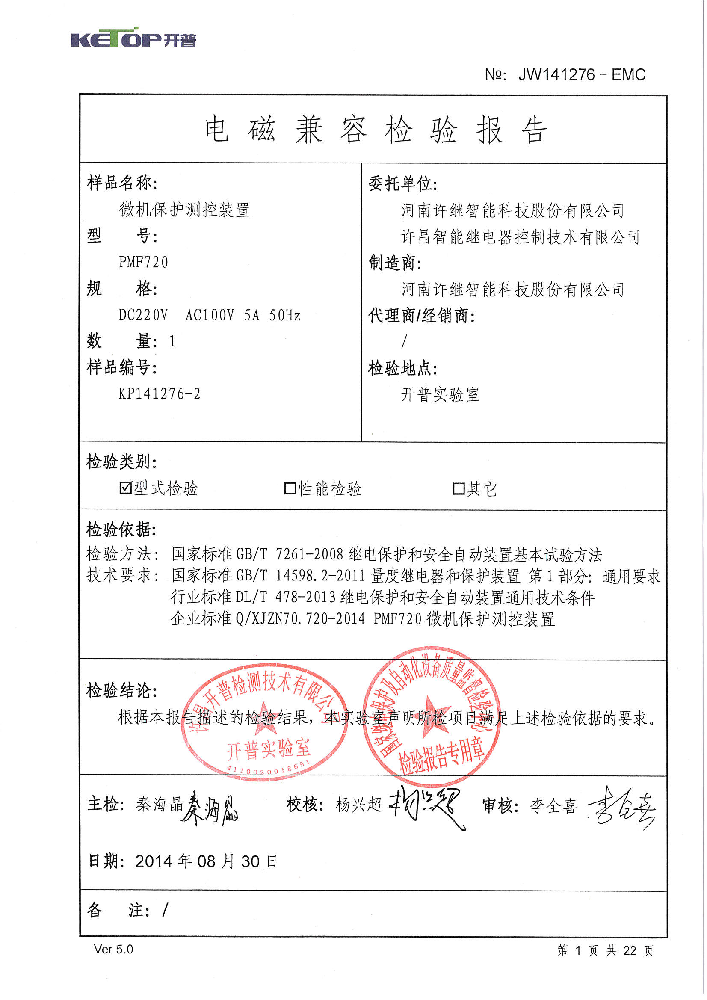 KETOP开普
№: JW141276-EMC
电磁兼容检验报告
样品名称:
微机保护测控装置
型 号:
PMF720
规 格:
DC220V AC100V 5A 50Hz
数 量: 1
样品编号:
KP141276-2
委托单位:
河南许继智能科技股份有限公司
许昌智能继电器控制技术有限公司
制造商:
河南许继智能科技股份有限公司
代理商/经销商:
/
检验地点:
开普实验室
检验类别:
☑型式检验 □性能检验 □其它
检验依据:
检验方法: 国家标准 GB/T 7261-2008 继电保护和安全自动装置基本试验方法
技术要求: 国家标准 GB/T 14598.2-2011 量度继电器和保护装置 第 1 部分: 通用要求
行业标准 DL/T 478-2013 继电保护和安全自动装置通用技术条件
企业标准 Q/XJZN70.720-2014 PMF720 微机保护测控装置
检验结论:
根据本报告描述的检验结果, 本实验室声明所检项目满足上述检验依据的要求。
许昌开普检测技术有限公司
开普实验室
4110020018651
国家继电保护及自动化设备质量监督检验中心
检验报告专用章
主检: 秦海晶 秦海晶 校核: 杨兴超 杨兴超 审核: 李全喜 李全喜
日期: 2014 年 08 月 30 日
备 注: /
Ver 5.0
第 1 页 共 22 页